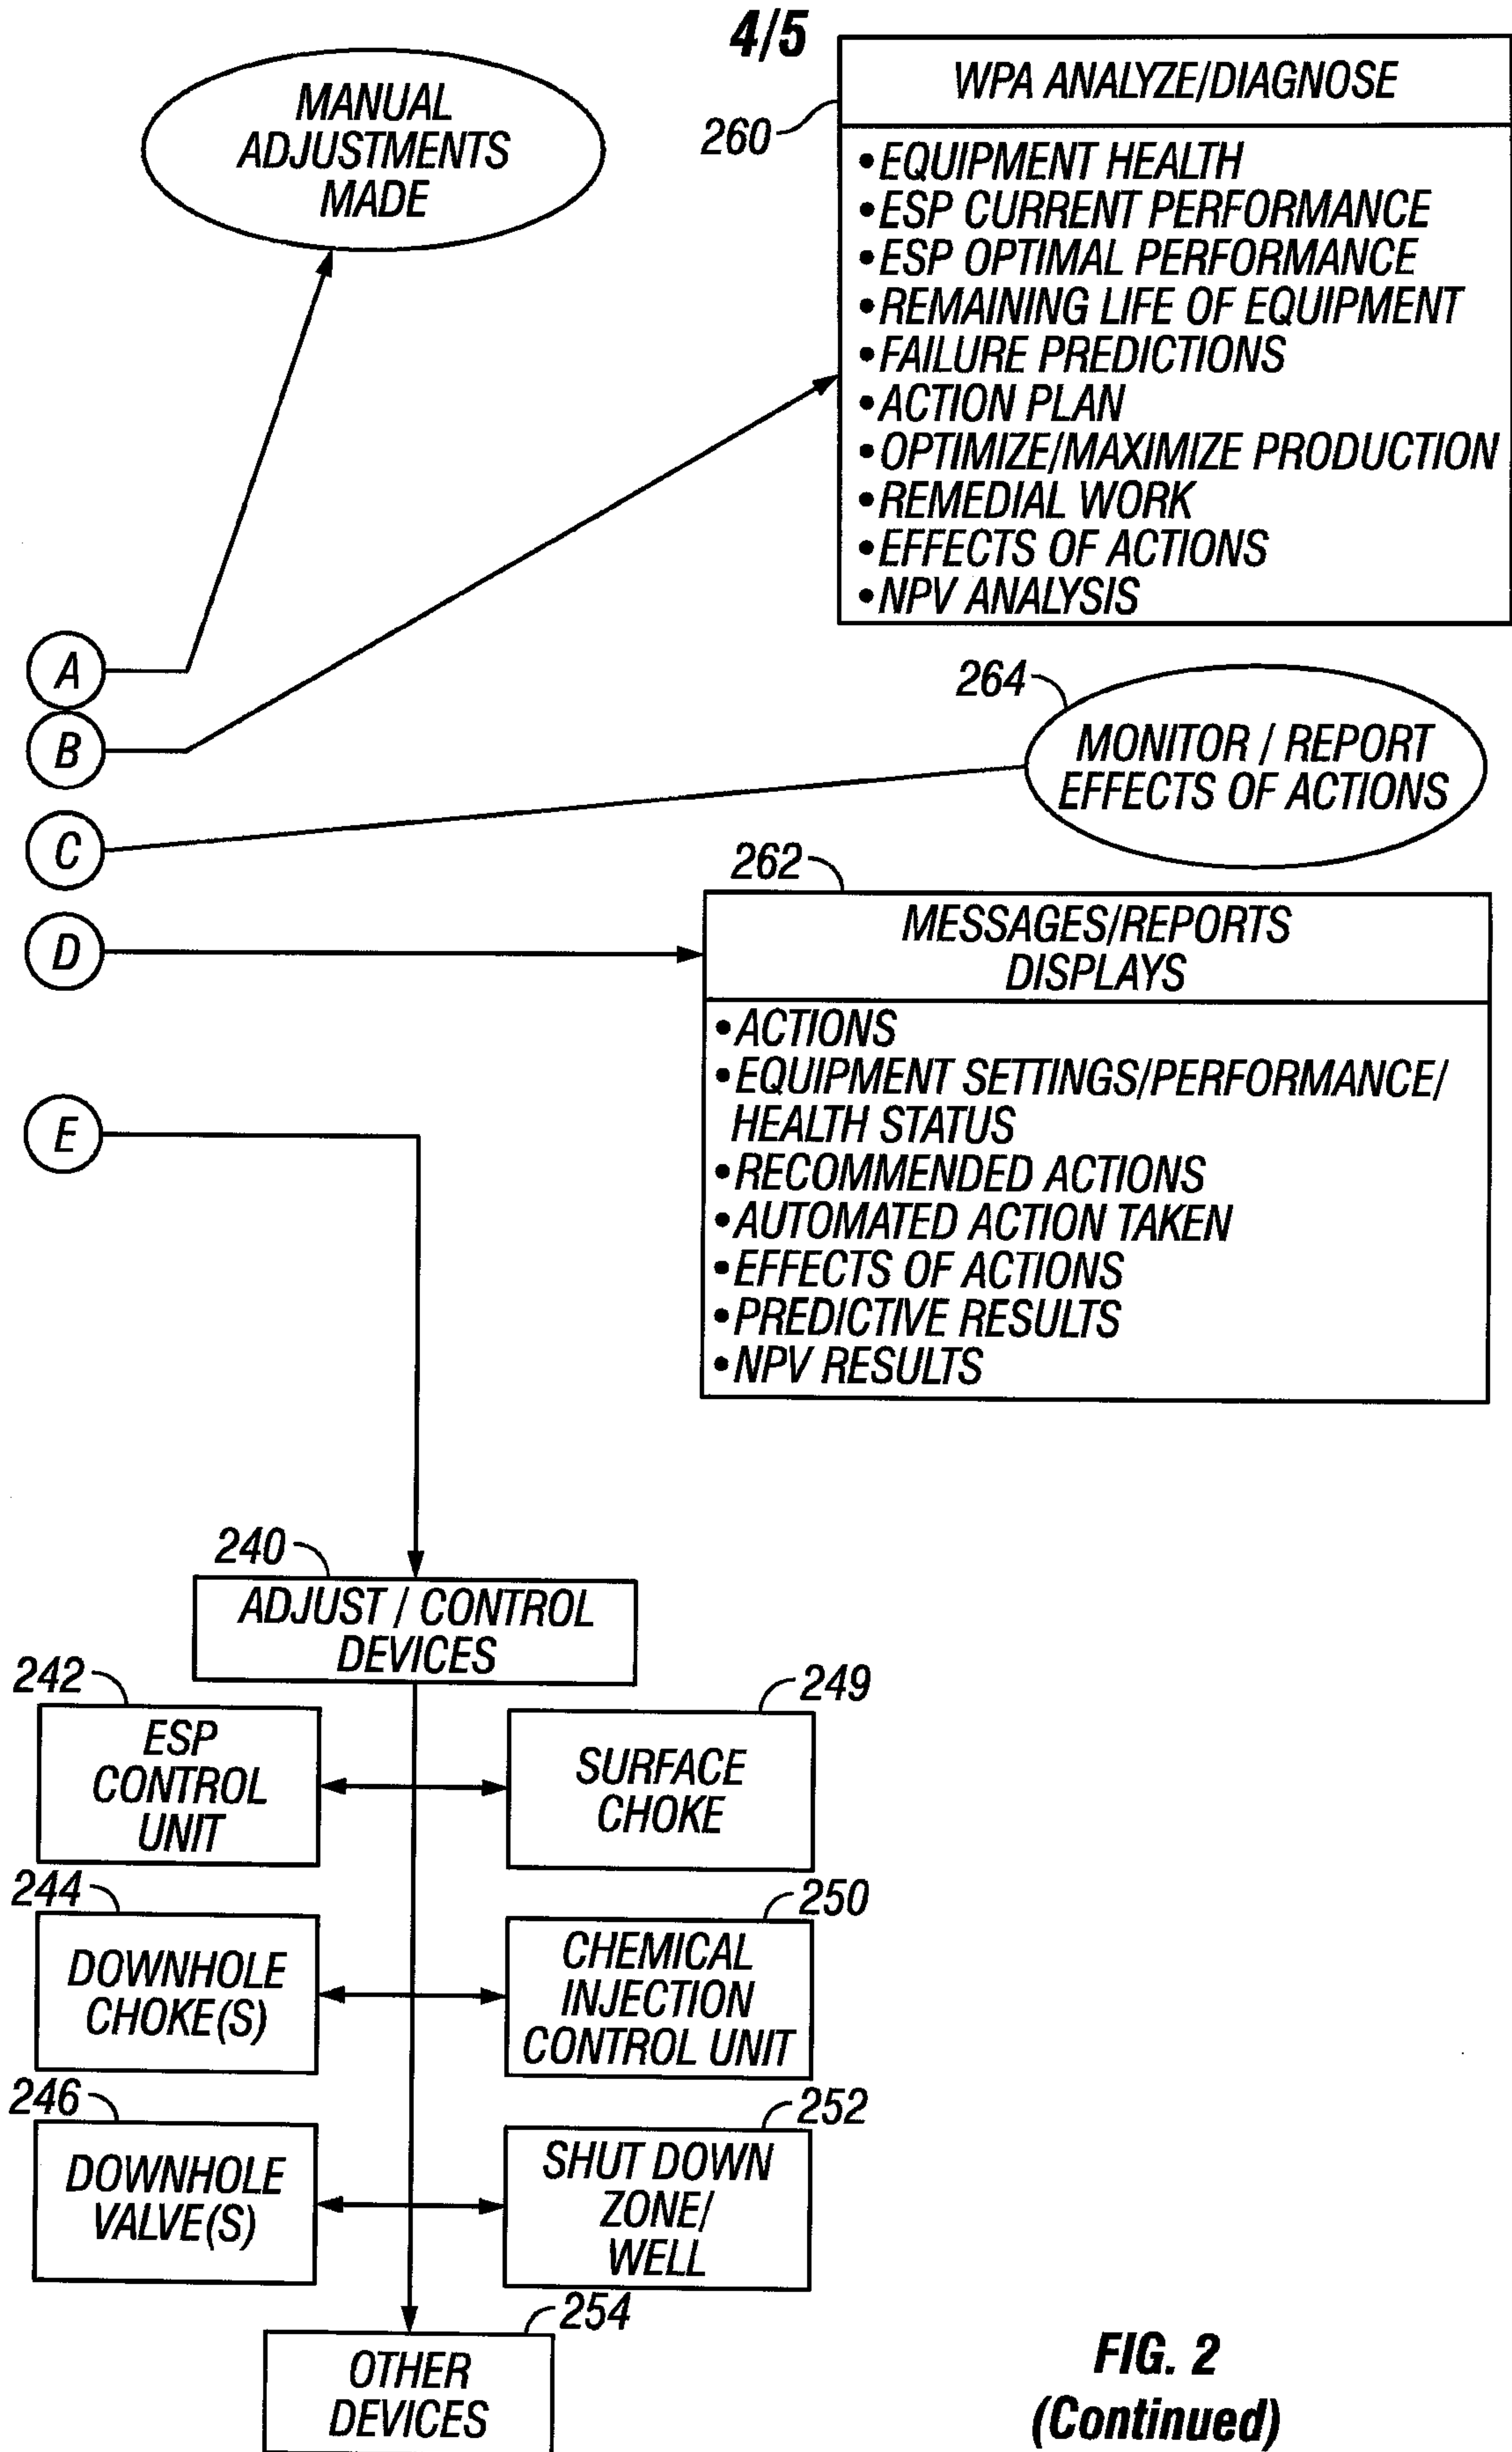 4/5
MANUAL
ADJUSTMENTS
MADE
260
WPA ANALYZE/DIAGNOSE
•EQUIPMENT HEALTH
•ESP CURRENT PERFORMANCE
•ESP OPTIMAL PERFORMANCE
•REMAINING LIFE OF EQUIPMENT
•FAILURE PREDICTIONS
•ACTION PLAN
•OPTIMIZE/MAXIMIZE PRODUCTION
•REMEDIAL WORK
•EFFECTS OF ACTIONS
•NPV ANALYSIS
A
B
C
D
E
264
MONITOR / REPORT
EFFECTS OF ACTIONS
262
MESSAGES/REPORTS
DISPLAYS
•ACTIONS
•EQUIPMENT SETTINGS/PERFORMANCE/
HEALTH STATUS
•RECOMMENDED ACTIONS
•AUTOMATED ACTION TAKEN
•EFFECTS OF ACTIONS
•PREDICTIVE RESULTS
•NPV RESULTS
240
ADJUST / CONTROL
DEVICES
242
ESP
CONTROL
UNIT
249
SURFACE
CHOKE
244
DOWNHOLE
CHOKE(S)
250
CHEMICAL
INJECTION
CONTROL UNIT
246
DOWNHOLE
VALVE(S)
252
SHUT DOWN
ZONE/
WELL
254
OTHER
DEVICES
FIG. 2
(Continued)